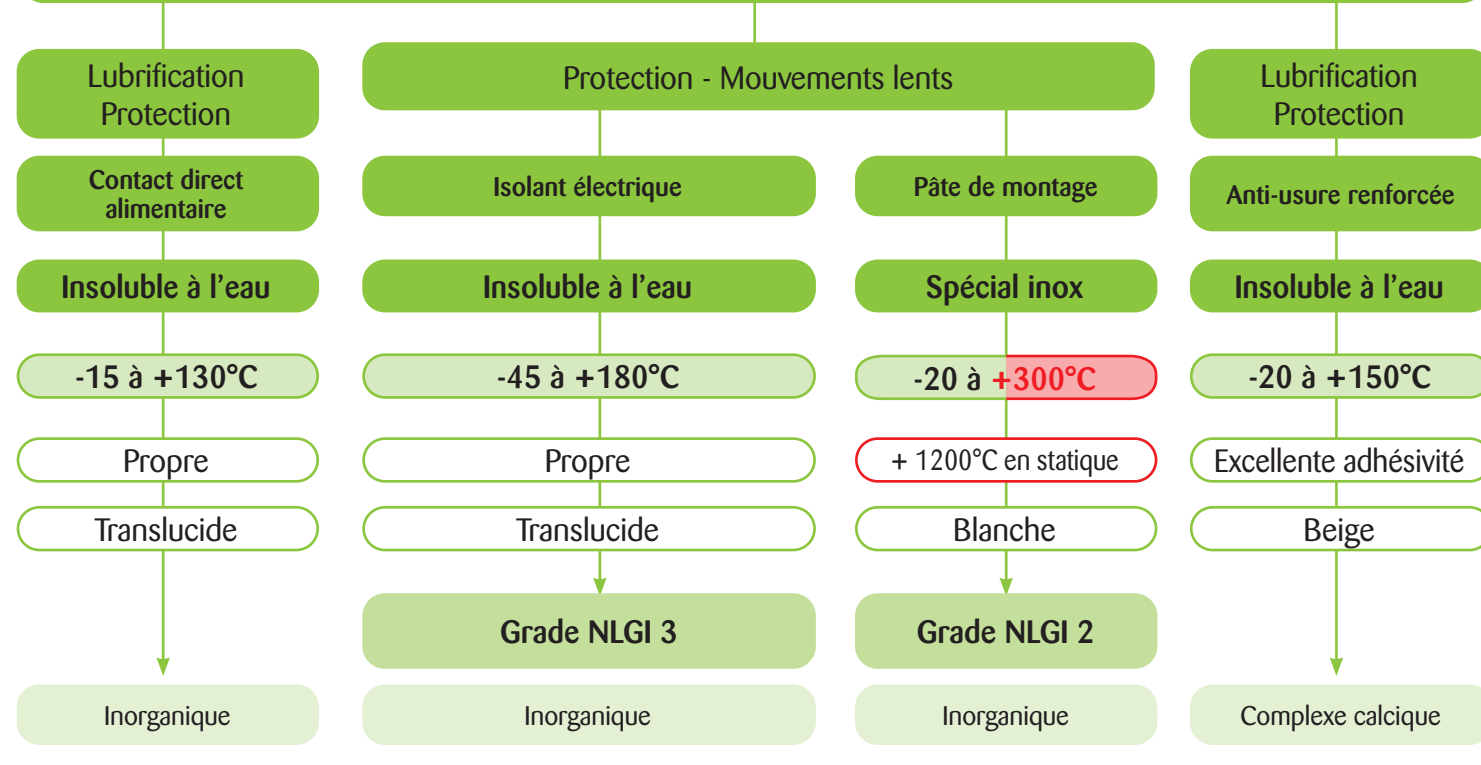 Lubrification
Protection
Protection - Mouvements lents
Lubrification
Protection
Contact direct
alimentaire
Isolant électrique
Pâte de montage
Anti-usure renforcée
Insoluble à l'eau
Insoluble à l'eau
Spécial inox
Insoluble à l'eau
-15 à +130°C
-45 à +180°C
-20 à +300°C
-20 à +150°C
Propre
Propre
+ 1200°C en statique
Excellente adhésivité
Translucide
Translucide
Blanche
Beige
Grade NLGI 3
Grade NLGI 2
Inorganique
Inorganique
Inorganique
Complexe calcique